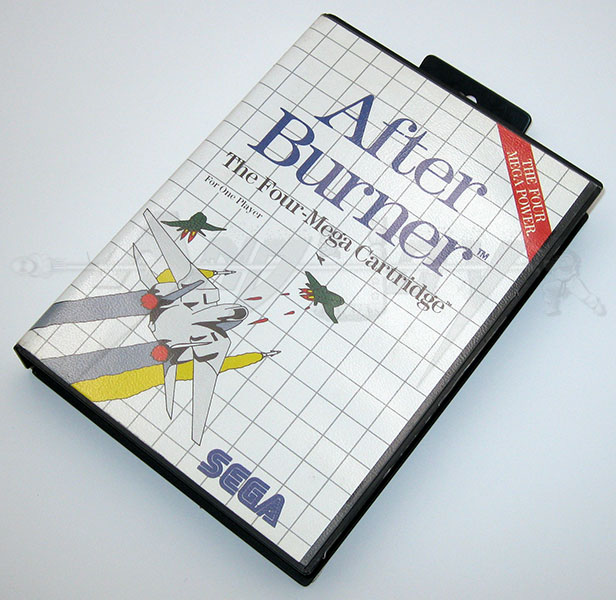 After
Burner™
The Four-Mega Cartridge™
For One Player
THE FOUR
MEGA POWER.
SEGA